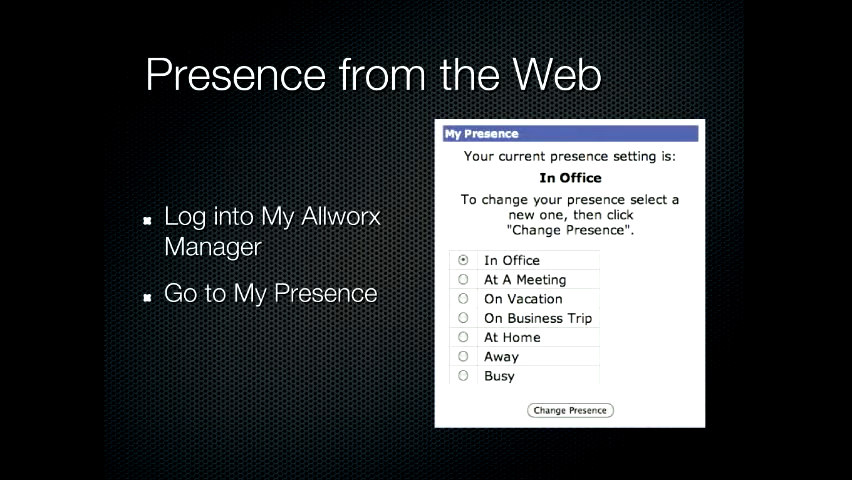 Presence from the Web
Log into My Allworx
Manager
Go to My Presence
My Presence
Your current presence setting is:
In Office
To change your presence select a
new one, then click
"Change Presence".
In Office
At A Meeting
On Vacation
On Business Trip
At Home
Away
Busy
Change Presence